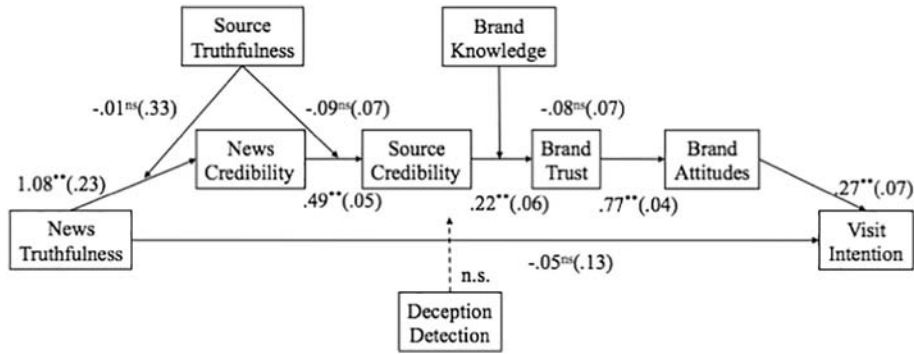 Source
Truthfulness
Brand
Knowledge
-.01ns(.33)
-.09ns(.07)
-.08ns(.07)
News
Credibility
Source
Credibility
Brand
Trust
Brand
Attitudes
1.08**(.23)
.49**(.05)
.22**(.06)
.77**(.04)
.27**(.07)
News
Truthfulness
Visit
Intention
-.05ns(.13)
n.s.
Deception
Detection